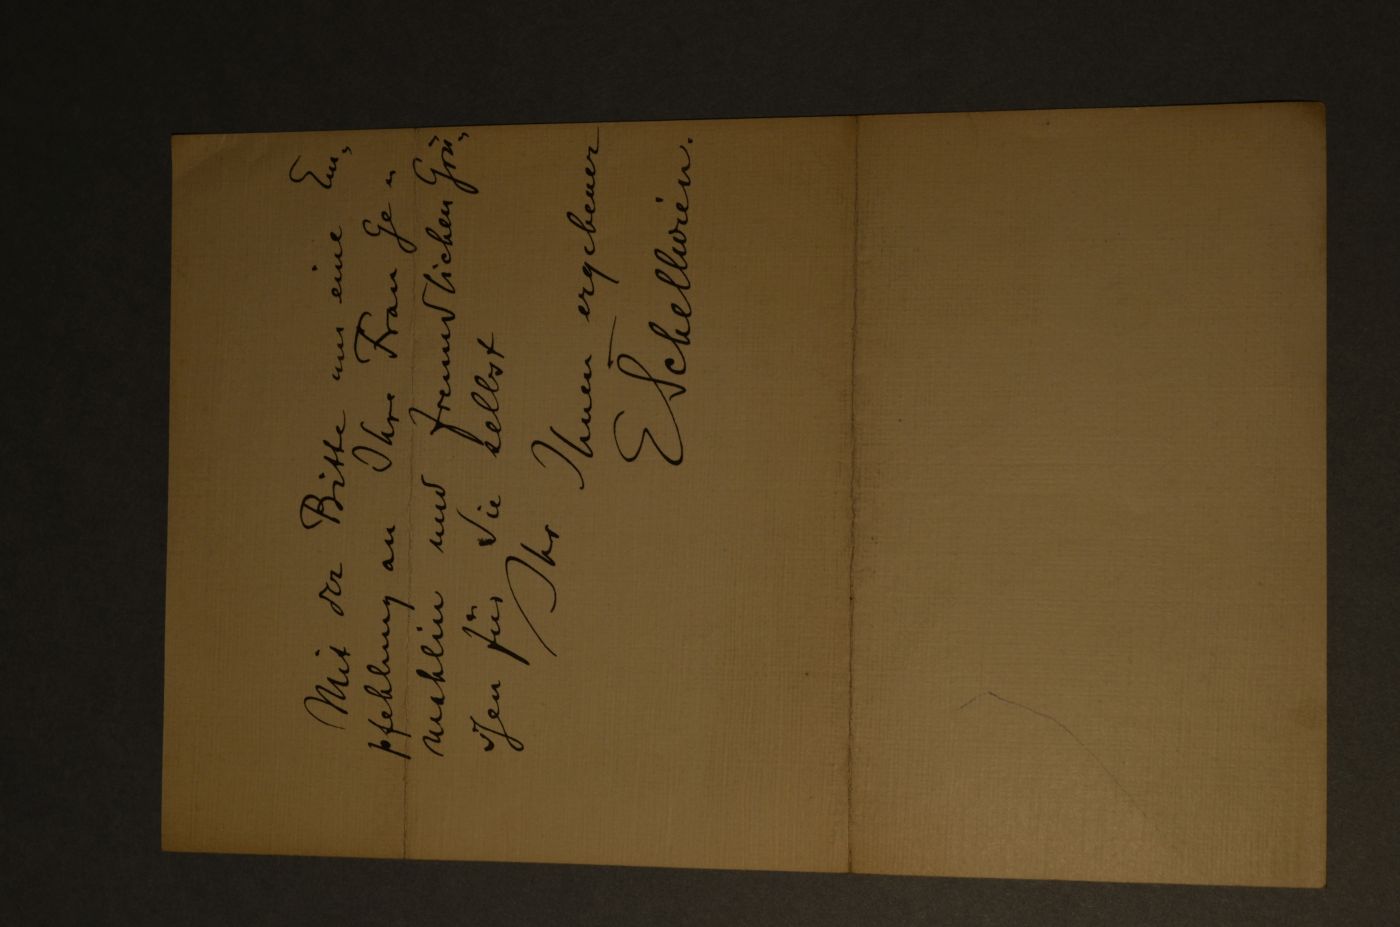 Mit der Bitte um eine Em„
pfehlung an Ihre Frau Ge„
mahlin und freundlichen Grü„
ßen für Sie selbst
Ihr Ihnen ergebener
ESchellwien.